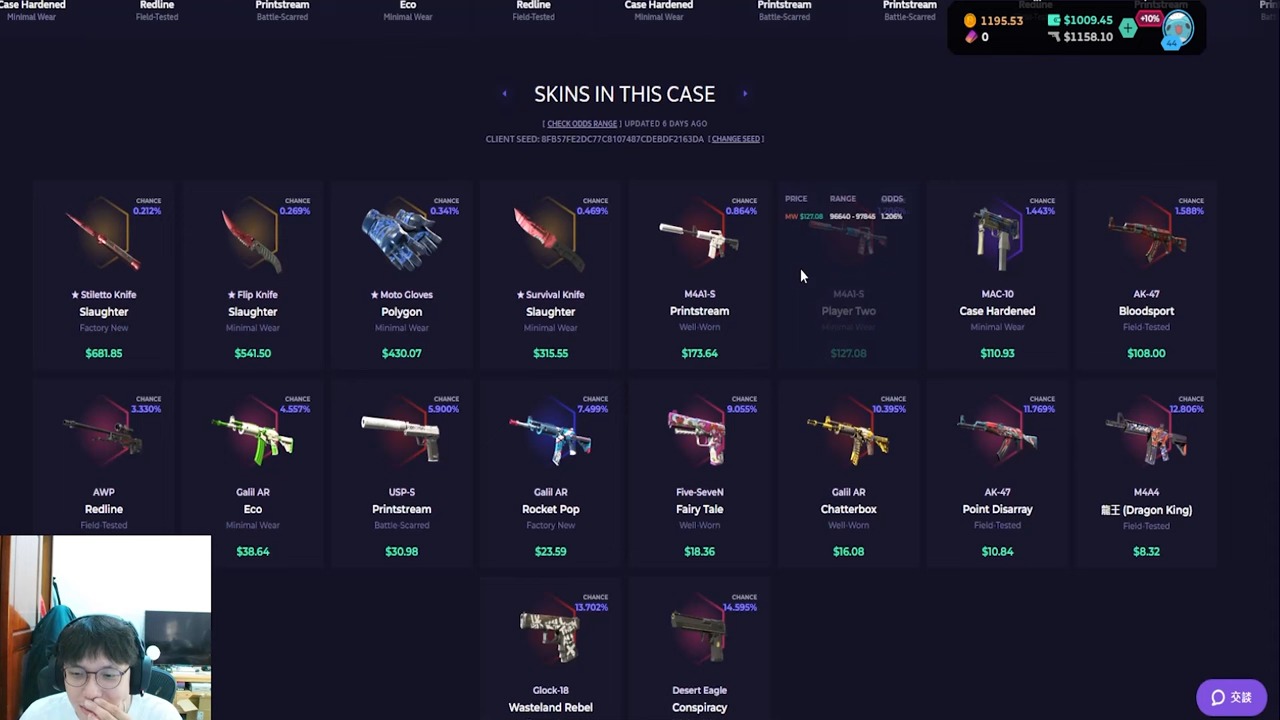 Case Hardened Redline Printstream Eco Redline Case Hardened Printstream Printstream Redline Printstream
Minimal Wear Field-Tested Battle-Scarred Minimal Wear Field-Tested Minimal Wear Battle-Scarred Battle-Scarred
1195.53 $1009.45 +10%
0 $1158.10 44
SKINS IN THIS CASE
[ CHECK ODDS RANGE ] UPDATED 6 DAYS AGO
CLIENT SEED: 8FB57FE2DC77C8107487CDEBDF2163DA [ CHANGE SEED ]
CHANCE CHANCE CHANCE CHANCE CHANCE PRICE RANGE ODDS CHANCE CHANCE
0.212% 0.269% 0.341% 0.469% 0.864% MW $127.08 96640 - 97845 1.206% 1.443% 1.588%
★ Stiletto Knife ★ Flip Knife ★ Moto Gloves ★ Survival Knife M4A1-S M4A1-S MAC-10 AK-47
Slaughter Slaughter Polygon Slaughter Printstream Player Two Case Hardened Bloodsport
Factory New Minimal Wear Minimal Wear Minimal Wear Well-Worn Minimal Wear Minimal Wear Field-Tested
$681.85 $541.50 $430.07 $315.55 $173.64 $127.08 $110.93 $108.00
CHANCE CHANCE CHANCE CHANCE CHANCE CHANCE CHANCE CHANCE
3.330% 4.557% 5.900% 7.499% 9.055% 10.395% 11.769% 12.806%
AWP Galil AR USP-S Galil AR Five-SeveN Galil AR AK-47 M4A4
Redline Eco Printstream Rocket Pop Fairy Tale Chatterbox Point Disarray 龍王 (Dragon King)
Field-Tested Minimal Wear Battle-Scarred Factory New Well-Worn Well-Worn Field-Tested Field-Tested
$38.64 $30.98 $23.59 $18.36 $16.08 $10.84 $8.32
CHANCE CHANCE
13.702% 14.595%
Glock-18 Desert Eagle
Wasteland Rebel Conspiracy
交談